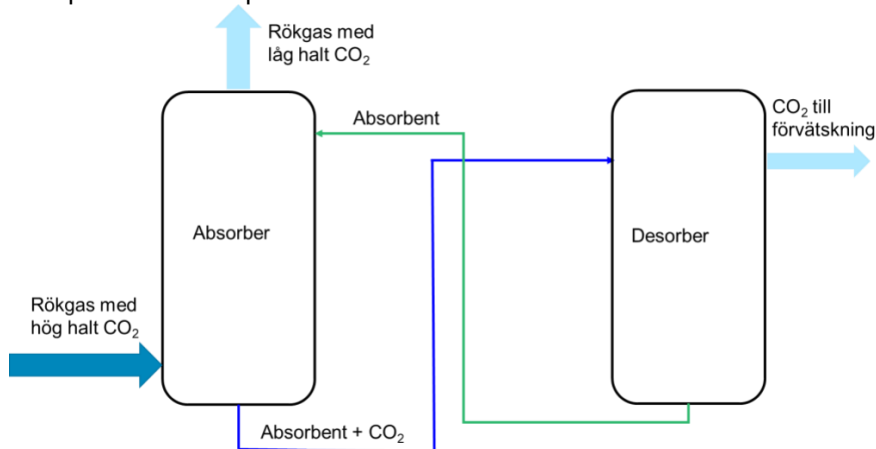 Rökgas med
låg halt CO₂
Absorbent
CO₂ till
förvätskning
Absorber
Desorber
Rökgas med
hög halt CO₂
Absorbent + CO₂